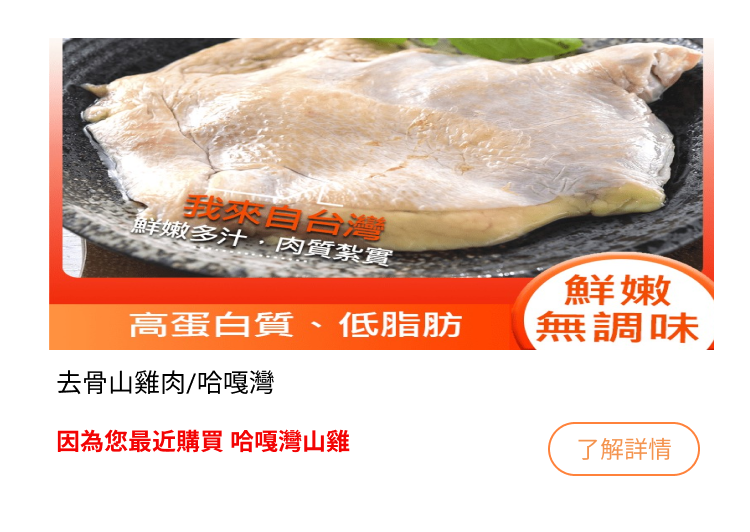 我來自台灣
鮮嫩多汁．肉質紮實
高蛋白質、低脂肪
鮮嫩
無調味
去骨山雞肉/哈嘎灣
因為您最近購買 哈嘎灣山雞
了解詳情